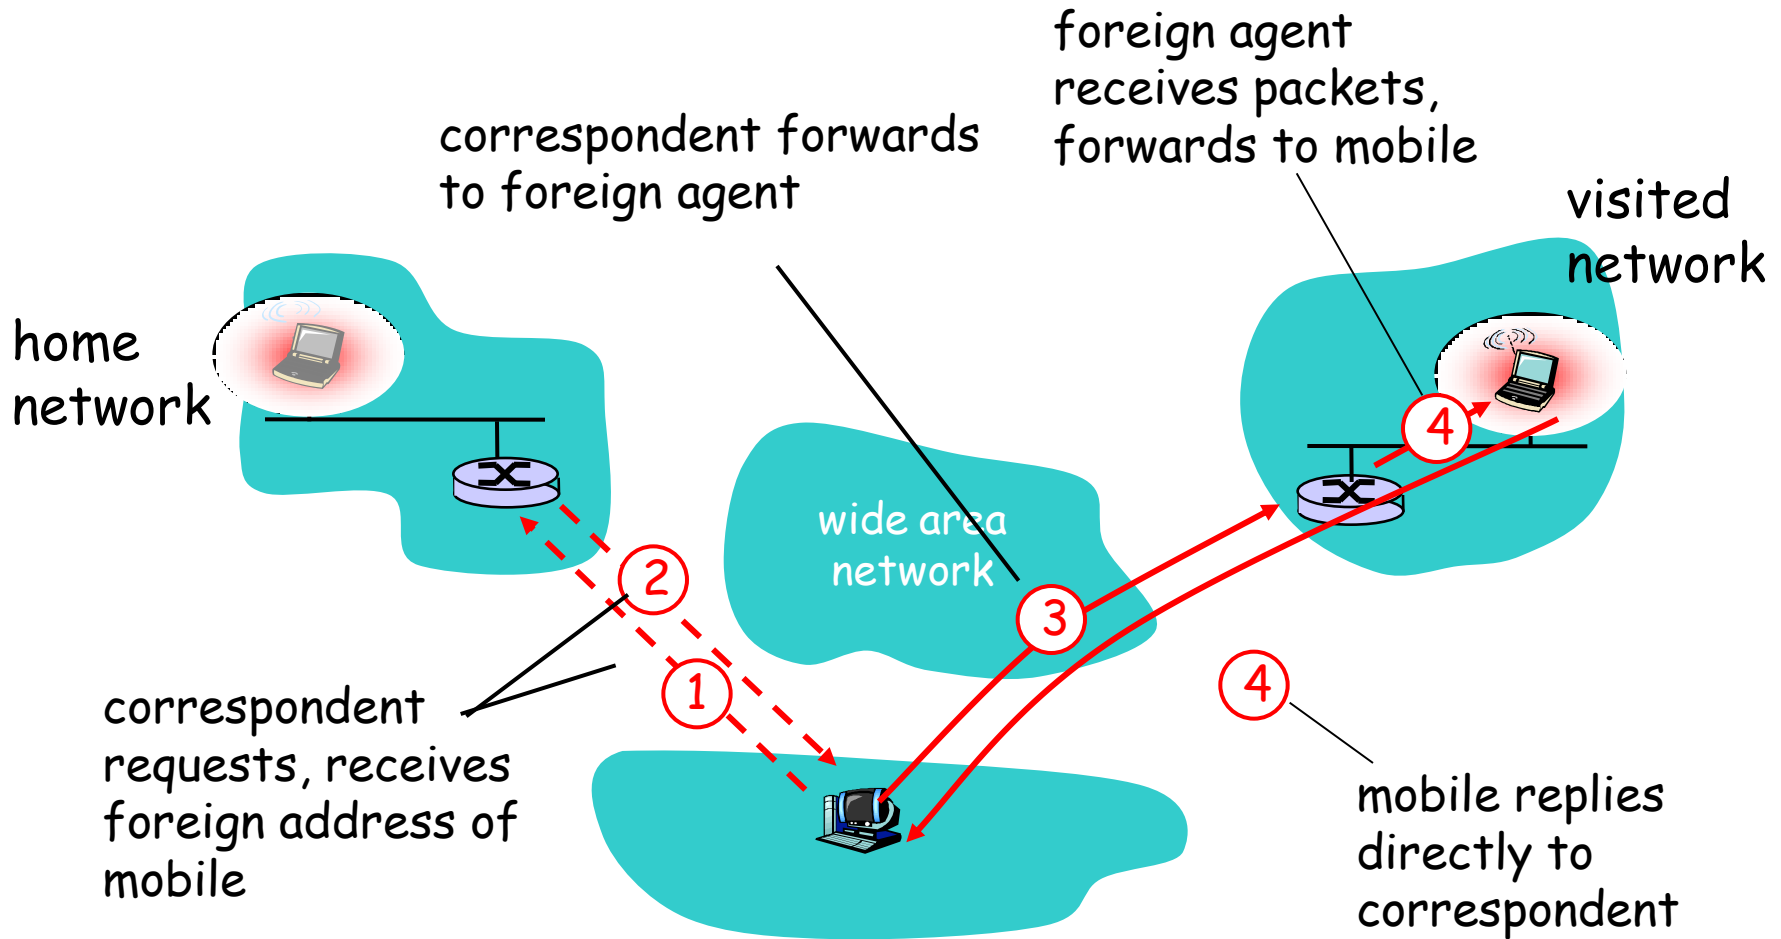 foreign agent
receives packets,
forwards to mobile
correspondent forwards
to foreign agent
visited
network
home
network
4
wide area
network
2
3
1
4
correspondent
requests, receives
foreign address of
mobile
mobile replies
directly to
correspondent